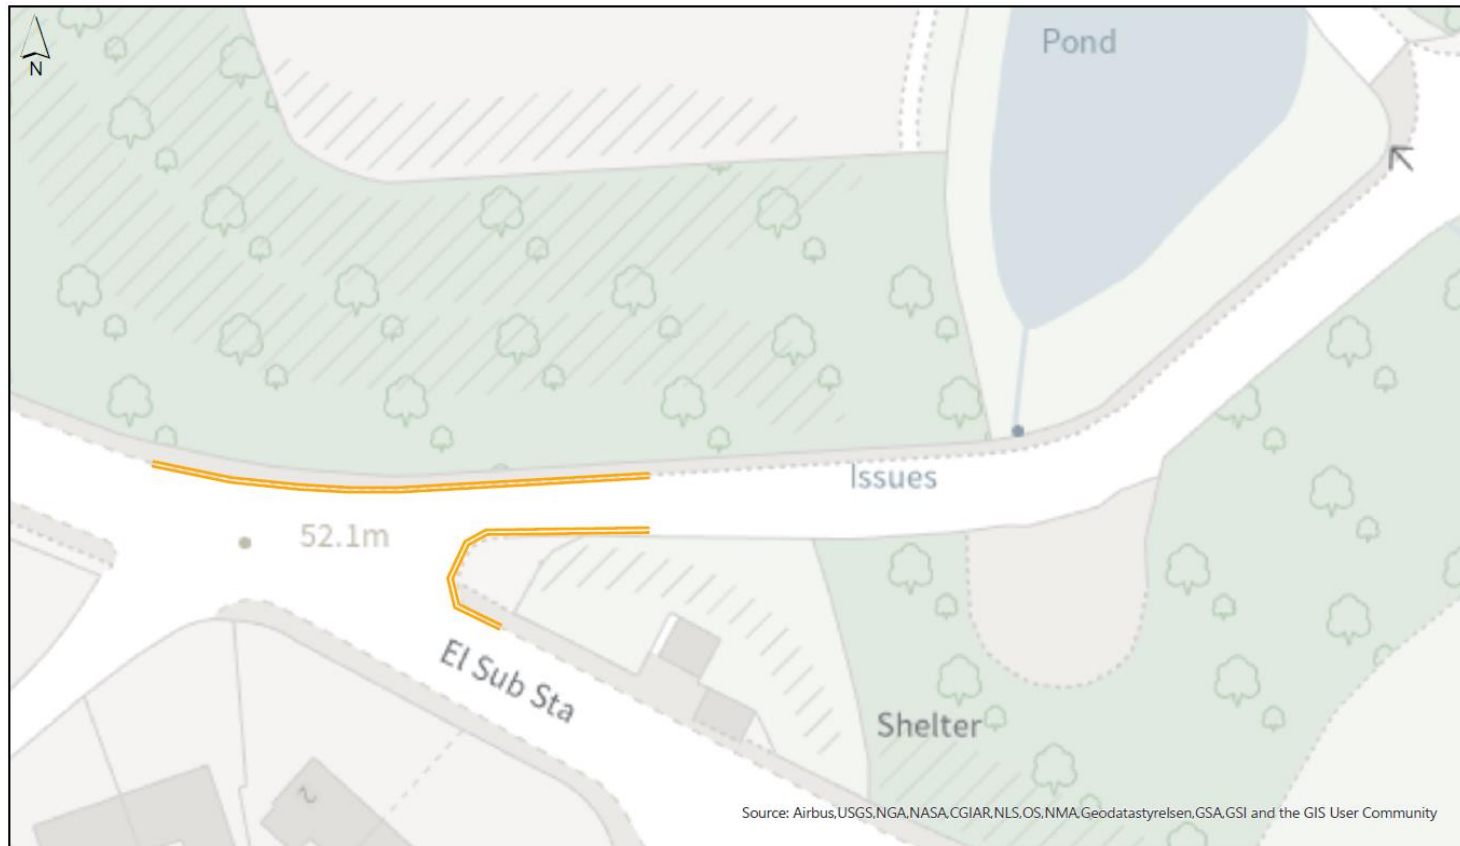 Pond
N
Issues
52.1m
El Sub Sta
Shelter
Source: Airbus,USGS,NGA,NASA,CGIAR,NLS,OS,NMA,Geodatastyrelsen,GSA,GSI and the GIS User Community